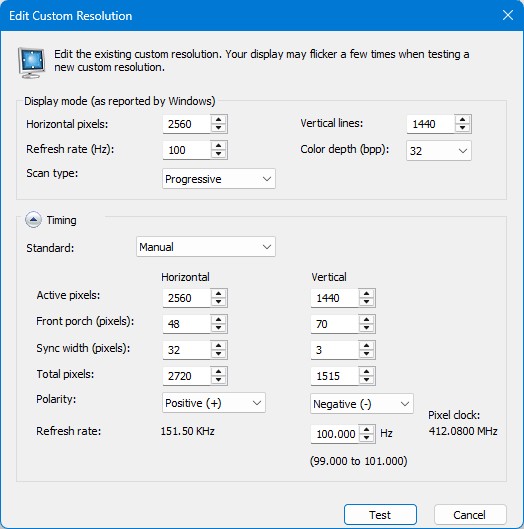 Edit Custom Resolution
Edit the existing custom resolution. Your display may flicker a few times when testing a
new custom resolution.
Display mode (as reported by Windows)
Horizontal pixels: 2560 Vertical lines: 1440
Refresh rate (Hz): 100 Color depth (bpp): 32
Scan type: Progressive
Timing
Standard: Manual
Horizontal Vertical
Active pixels: 2560 1440
Front porch (pixels): 48 70
Sync width (pixels): 32 3
Total pixels: 2720 1515
Polarity: Positive (+) Negative (-)
Pixel clock:
Refresh rate: 151.50 KHz 100.000 Hz 412.0800 MHz
(99.000 to 101.000)
Test Cancel